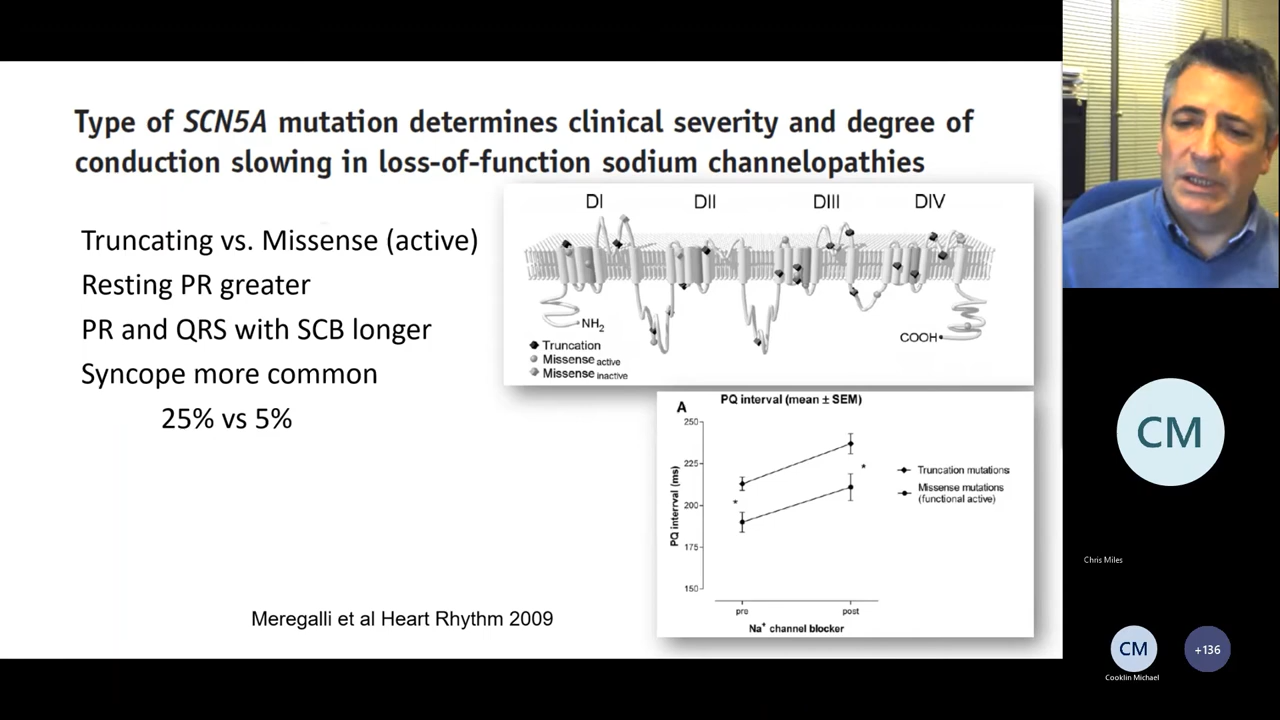 Type of SCN5A mutation determines clinical severity and degree of
conduction slowing in loss-of-function sodium channelopathies
Truncating vs. Missense (active)
Resting PR greater
PR and QRS with SCB longer
Syncope more common
25% vs 5%
DI DII DIII DIV
NH2
COOH
Truncation
Missense active
Missense inactive
A
PQ interval (mean ± SEM)
PQ interrval (ms)
250
225
200
175
150
*
*
pre post
Na+ channel blocker
Truncation mutations
Missense mutations
(functional active)
Meregalli et al Heart Rhythm 2009
CM
Chris Miles
CM
+136
Cooklin Michael